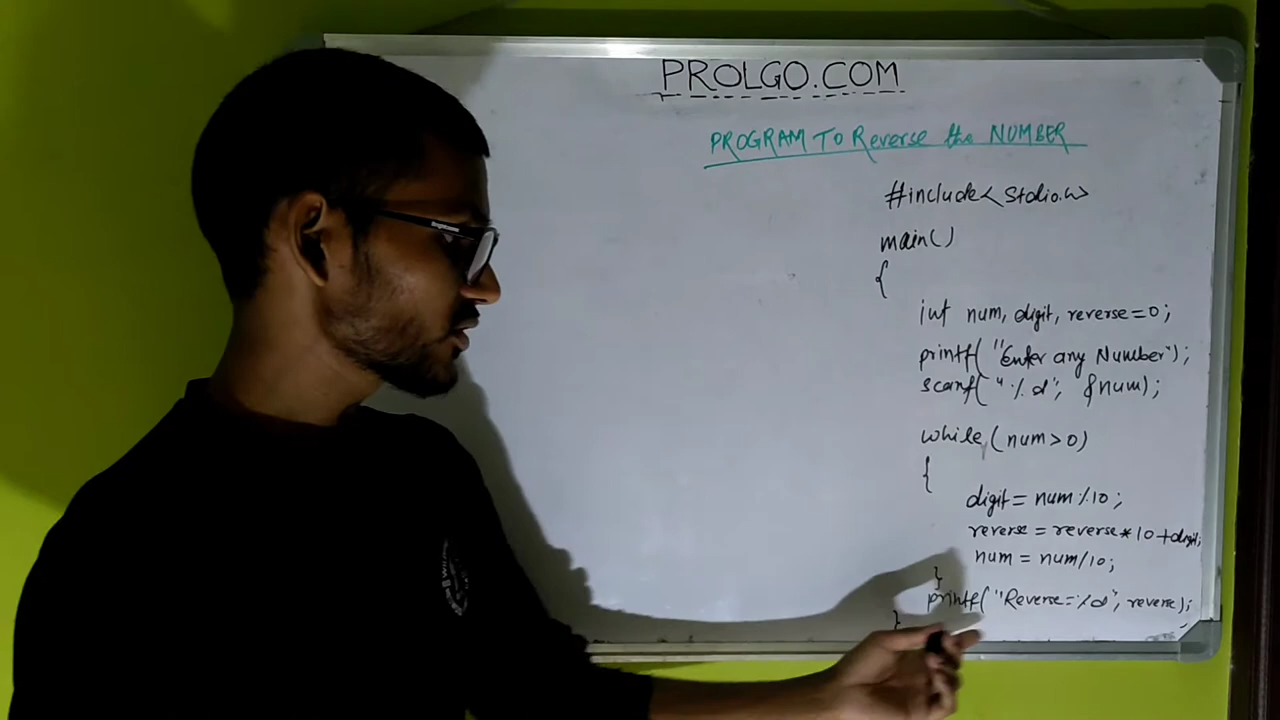 PROLGO.COM
PROGRAM TO Reverse the NUMBER
#include<stdio.h>
main()
{
int num, digit, reverse=0;
printf("Enter any Number");
scanf("%d", &num);
while(num>0)
{
digit=num%10;
reverse=reverse*10+digit;
num=num/10;
}
printf("Reverse=%d", reverse);
}